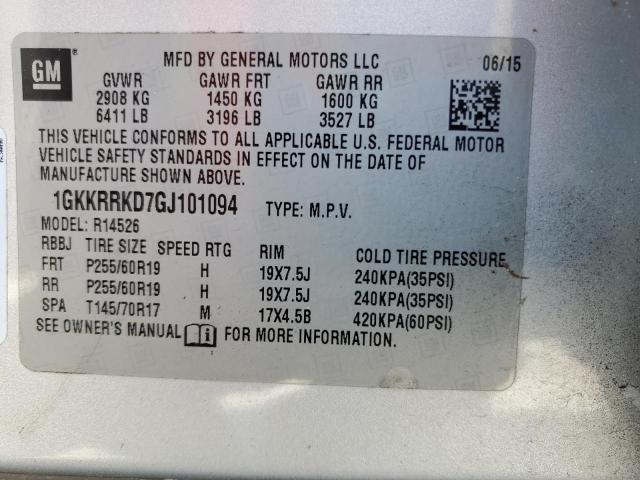 GM
MFD BY GENERAL MOTORS LLC 06/15
GVWR GAWR FRT GAWR RR
2908 KG 1450 KG 1600 KG
6411 LB 3196 LB 3527 LB
THIS VEHICLE CONFORMS TO ALL APPLICABLE U.S. FEDERAL MOTOR
VEHICLE SAFETY STANDARDS IN EFFECT ON THE DATE OF
MANUFACTURE SHOWN ABOVE.
1GKKRRKD7GJ101094 TYPE: M.P.V.
MODEL: R14526
RBBJ TIRE SIZE SPEED RTG RIM COLD TIRE PRESSURE
FRT P255/60R19 H 19X7.5J 240KPA(35PSI)
RR P255/60R19 H 19X7.5J 240KPA(35PSI)
SPA T145/70R17 M 17X4.5B 420KPA(60PSI)
SEE OWNER'S MANUAL FOR MORE INFORMATION.